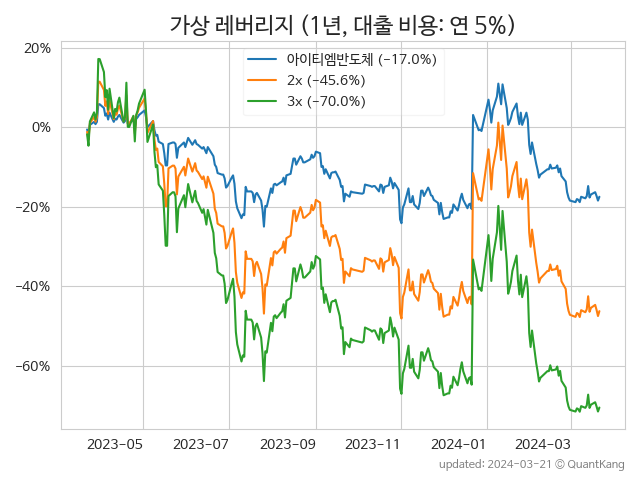 가상 레버리지 (1년, 대출 비용: 연 5%)
아이티엠반도체 (−17.0%)
2x (−45.6%)
3x (−70.0%)
20%
0%
−20%
−40%
−60%
2023-05 2023-07 2023-09 2023-11 2024-01 2024-03
updated: 2024-03-21 © QuantKang